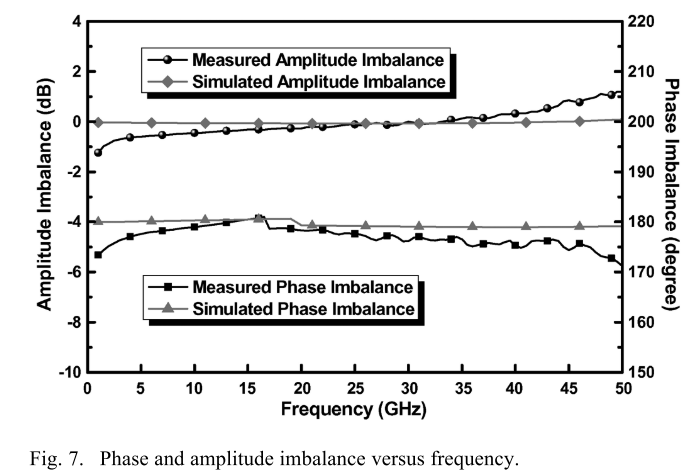 4
2
0
-2
-4
-6
-8
-10
220
210
200
190
180
170
160
150
0 5 10 15 20 25 30 35 40 45 50
Amplitude Imbalance (dB)
Phase Imbalance (degree)
Measured Amplitude Imbalance
Simulated Amplitude Imbalance
Measured Phase Imbalance
Simulated Phase Imbalance
Frequency (GHz)
Fig. 7. Phase and amplitude imbalance versus frequency.